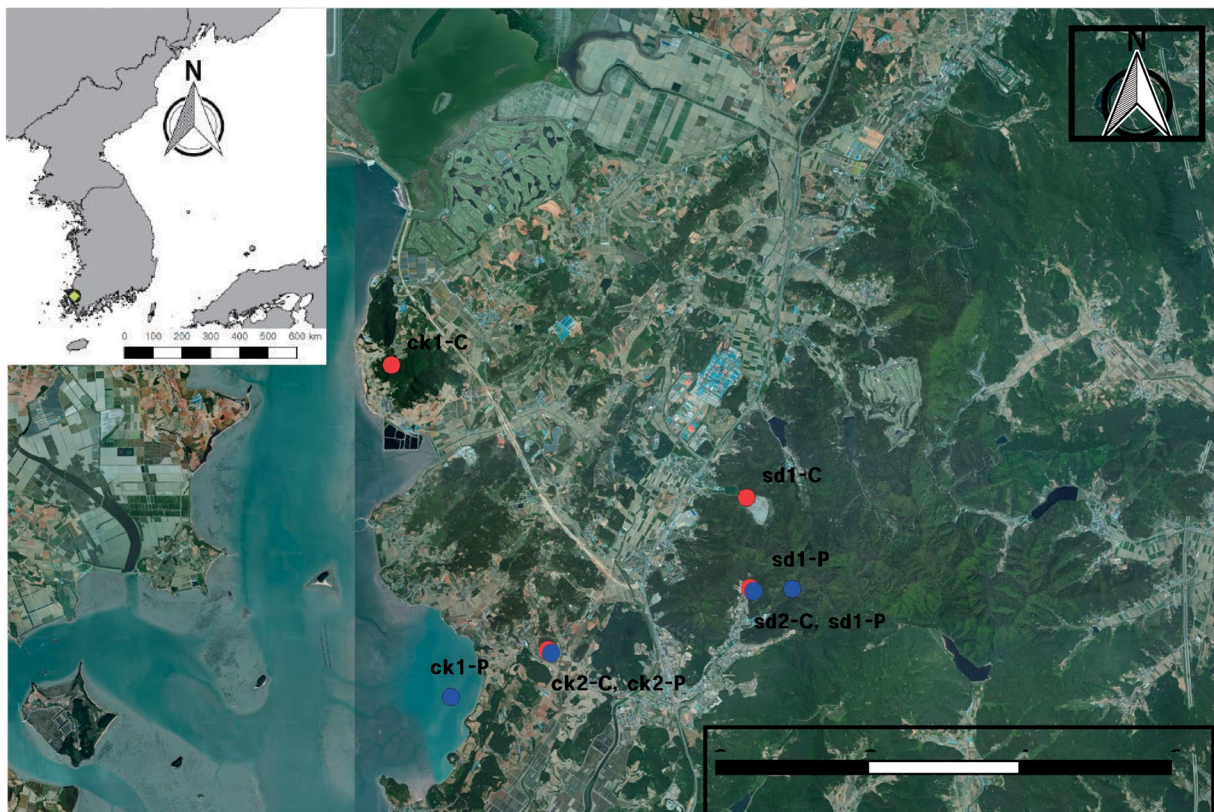 N
N
0 100 200 300 400 500 600 km
ck1-C
sd1-C
sd1-P
sd2-C, sd1-P
ck1-P
ck2-C, ck2-P